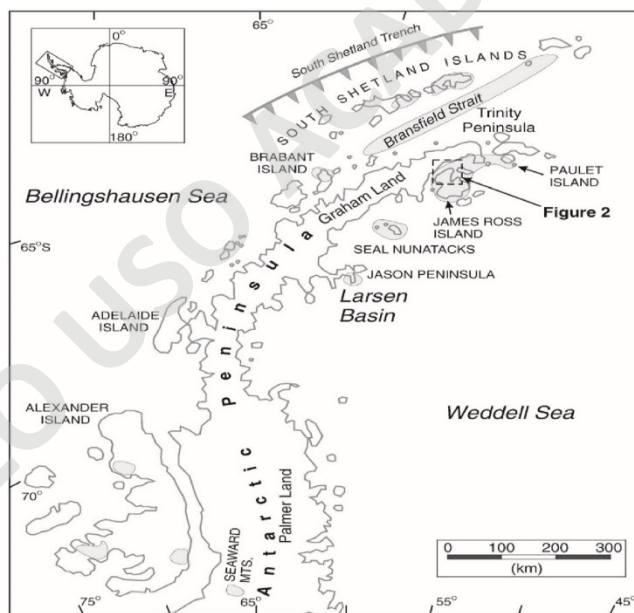 65°
0°
90°
W
90°
E
180°
South Shetland Trench
SOUTH SHETLAND ISLANDS
Bransfield Strait
Trinity
Peninsula
BRABANT
ISLAND
Graham Land
PAULET
ISLAND
Bellingshausen Sea
JAMES ROSS
ISLAND
Figure 2
65°S
SEAL NUNATACKS
JASON PENINSULA
Larsen
Basin
ADELAIDE
ISLAND
Antarctic Peninsula
ALEXANDER
ISLAND
Weddell Sea
70°
Palmer Land
SEAWARD
MTS.
0 100 200 300
(km)
75°
65°
55°
45°
LO USO ACAD